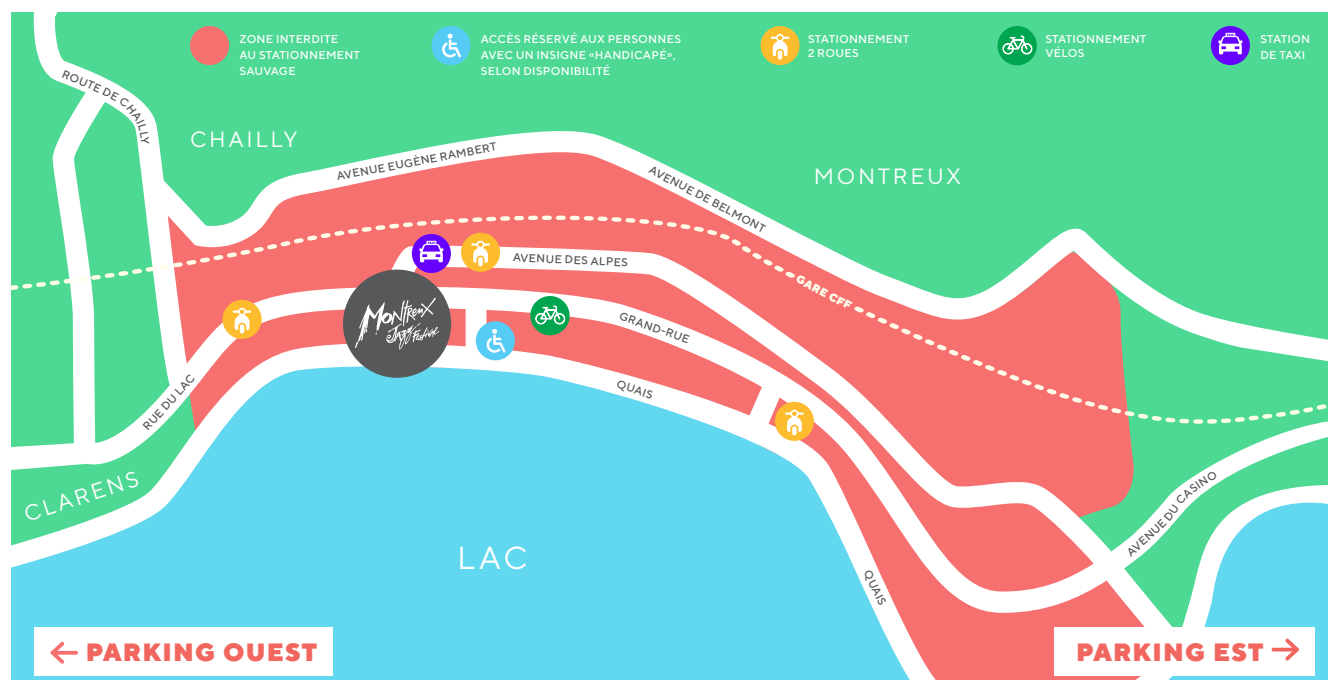 ZONE INTERDITE
AU STATIONNEMENT
SAUVAGE
ACCÈS RÉSERVÉ AUX PERSONNES
AVEC UN INSIGNE «HANDICAPÉ»,
SELON DISPONIBILITÉ
STATIONNEMENT
2 ROUES
STATIONNEMENT
VÉLOS
STATION
DE TAXI
ROUTE DE CHAILLY
CHAILLY
AVENUE EUGÈNE RAMBERT
AVENUE DE BELMONT
MONTREUX
AVENUE DES ALPES
GARE CFF
MONTREUX
Jazz Festival
GRAND-RUE
RUE DU LAC
QUAIS
CLARENS
AVENUE DU CASINO
LAC
QUAIS
← PARKING OUEST
PARKING EST →